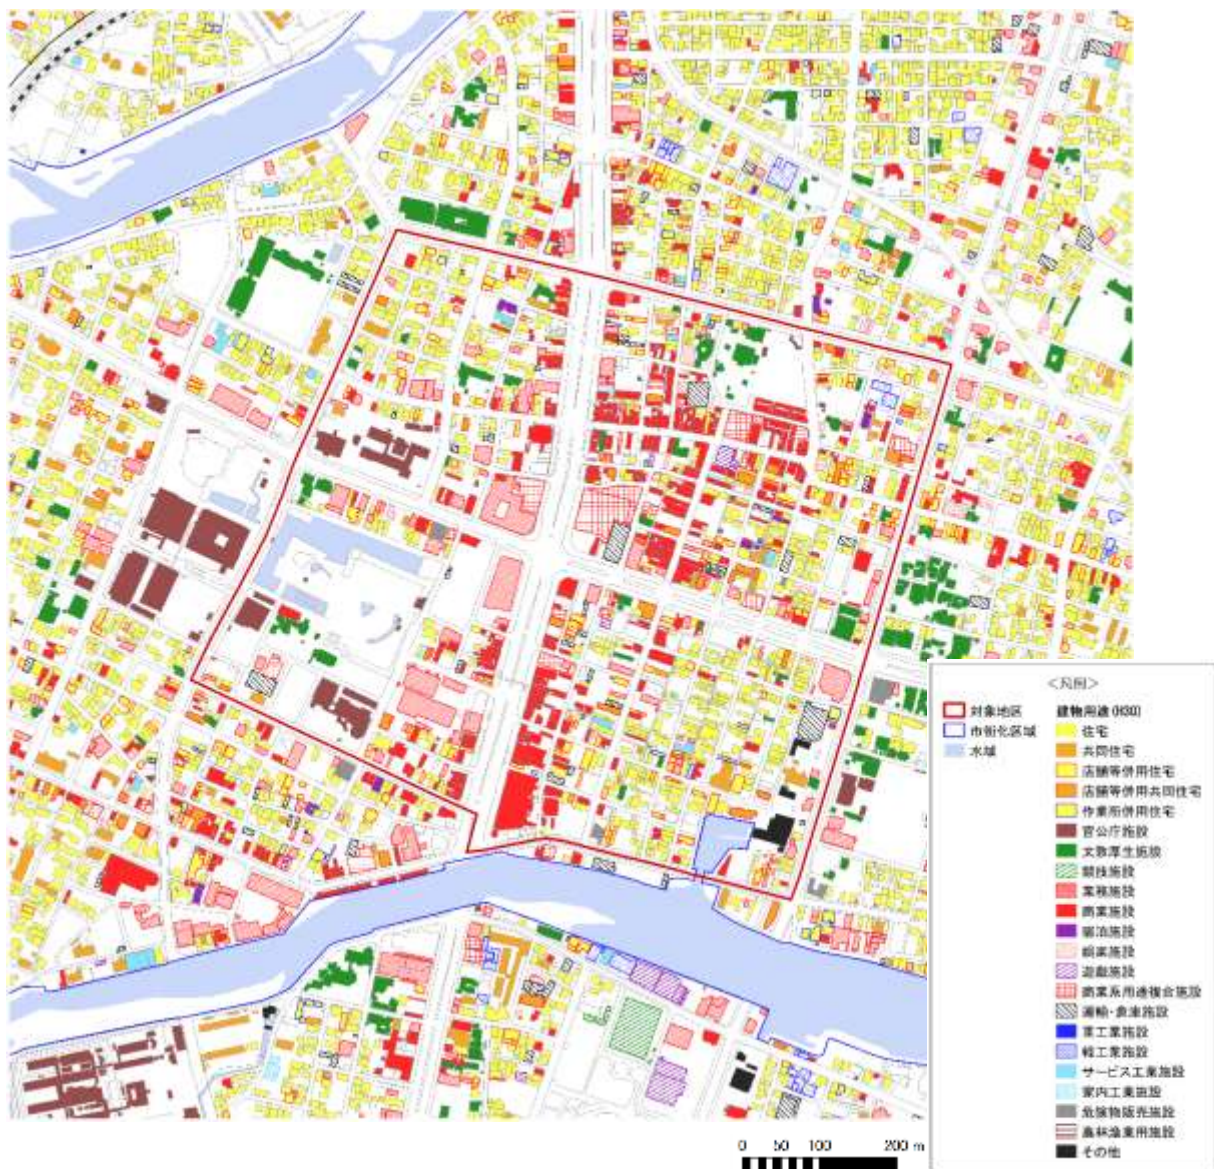 ＜凡例＞
対象地区
市街化区域
水域
建物用途(H30)
住宅
共同住宅
店舗等併用住宅
店舗等併用共同住宅
作業所併用住宅
官公庁施設
文教厚生施設
競技施設
業務施設
商業施設
宿泊施設
娯楽施設
遊戯施設
商業系用途複合施設
運輸・倉庫施設
重工業施設
軽工業施設
サービス工業施設
家内工業施設
危険物販売施設
農林漁業用施設
その他
0 50 100 200 m